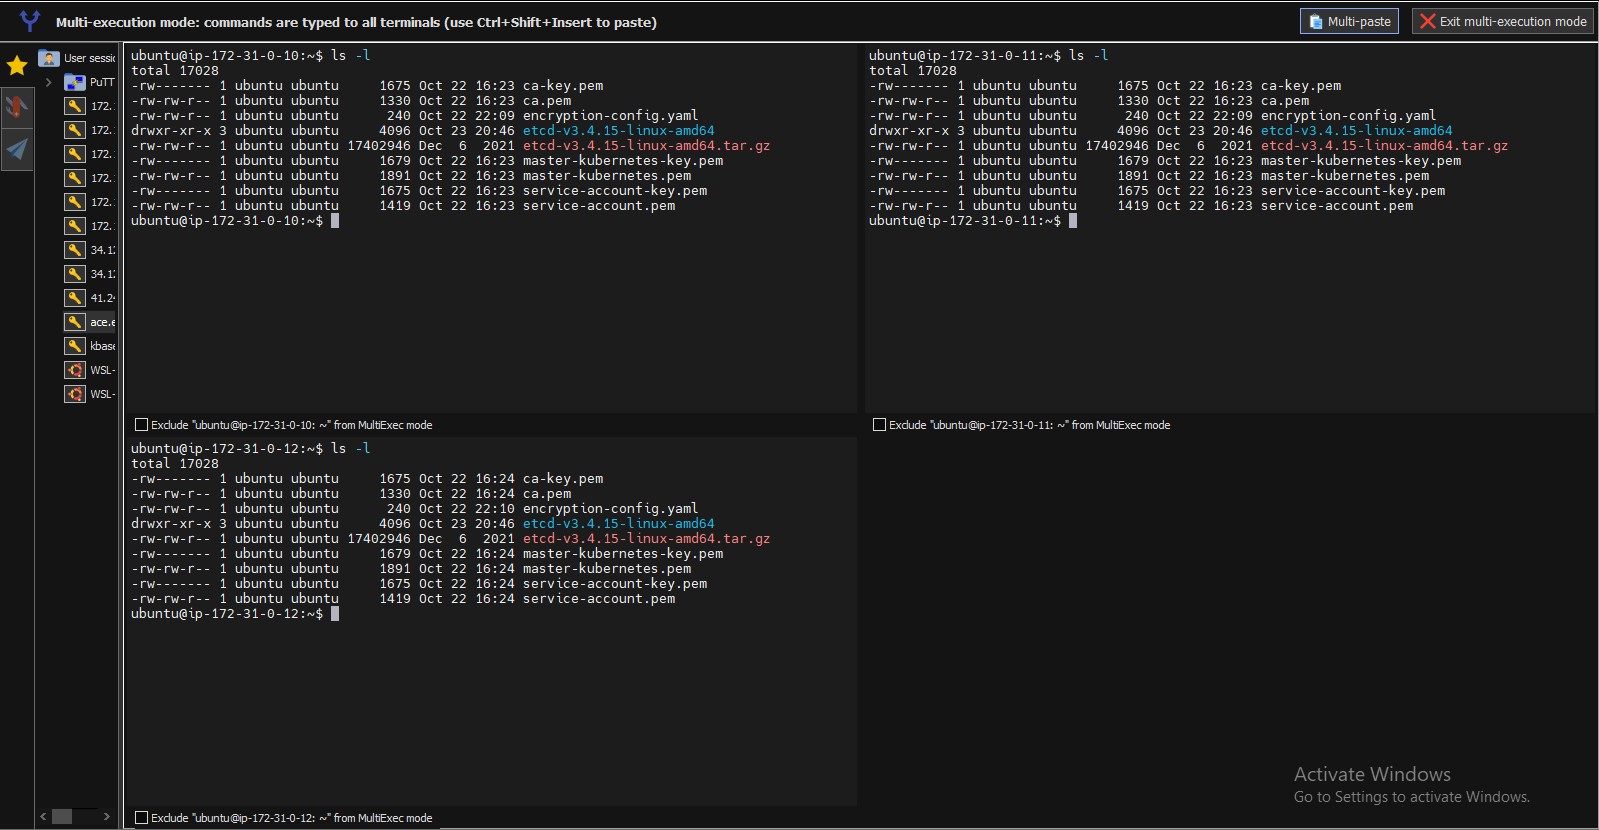 Multi-execution mode: commands are typed to all terminals (use Ctrl+Shift+Insert to paste)
Multi-paste
Exit multi-execution mode
User sessi
PuTT
172.
172.
172.
172.
172.
172.
34.1
34.1
41.2
ace.e
kbase
WSL-
WSL-
ubuntu@ip-172-31-0-10:~$ ls -l
total 17028
-rw------- 1 ubuntu ubuntu     1675 Oct 22 16:23 ca-key.pem
-rw-rw-r-- 1 ubuntu ubuntu     1330 Oct 22 16:23 ca.pem
-rw-rw-r-- 1 ubuntu ubuntu      240 Oct 22 22:09 encryption-config.yaml
drwxr-xr-x 3 ubuntu ubuntu     4096 Oct 23 20:46 etcd-v3.4.15-linux-amd64
-rw-rw-r-- 1 ubuntu ubuntu 17402946 Dec  6  2021 etcd-v3.4.15-linux-amd64.tar.gz
-rw------- 1 ubuntu ubuntu     1679 Oct 22 16:23 master-kubernetes-key.pem
-rw-rw-r-- 1 ubuntu ubuntu     1891 Oct 22 16:23 master-kubernetes.pem
-rw------- 1 ubuntu ubuntu     1675 Oct 22 16:23 service-account-key.pem
-rw-rw-r-- 1 ubuntu ubuntu     1419 Oct 22 16:23 service-account.pem
ubuntu@ip-172-31-0-10:~$
Exclude "ubuntu@ip-172-31-0-10: ~" from MultiExec mode
ubuntu@ip-172-31-0-11:~$ ls -l
total 17028
-rw------- 1 ubuntu ubuntu     1675 Oct 22 16:23 ca-key.pem
-rw-rw-r-- 1 ubuntu ubuntu     1330 Oct 22 16:23 ca.pem
-rw-rw-r-- 1 ubuntu ubuntu      240 Oct 22 22:09 encryption-config.yaml
drwxr-xr-x 3 ubuntu ubuntu     4096 Oct 23 20:46 etcd-v3.4.15-linux-amd64
-rw-rw-r-- 1 ubuntu ubuntu 17402946 Dec  6  2021 etcd-v3.4.15-linux-amd64.tar.gz
-rw------- 1 ubuntu ubuntu     1679 Oct 22 16:23 master-kubernetes-key.pem
-rw-rw-r-- 1 ubuntu ubuntu     1891 Oct 22 16:23 master-kubernetes.pem
-rw------- 1 ubuntu ubuntu     1675 Oct 22 16:23 service-account-key.pem
-rw-rw-r-- 1 ubuntu ubuntu     1419 Oct 22 16:23 service-account.pem
ubuntu@ip-172-31-0-11:~$
Exclude "ubuntu@ip-172-31-0-11: ~" from MultiExec mode
ubuntu@ip-172-31-0-12:~$ ls -l
total 17028
-rw------- 1 ubuntu ubuntu     1675 Oct 22 16:24 ca-key.pem
-rw-rw-r-- 1 ubuntu ubuntu     1330 Oct 22 16:24 ca.pem
-rw-rw-r-- 1 ubuntu ubuntu      240 Oct 22 22:10 encryption-config.yaml
drwxr-xr-x 3 ubuntu ubuntu     4096 Oct 23 20:46 etcd-v3.4.15-linux-amd64
-rw-rw-r-- 1 ubuntu ubuntu 17402946 Dec  6  2021 etcd-v3.4.15-linux-amd64.tar.gz
-rw------- 1 ubuntu ubuntu     1679 Oct 22 16:24 master-kubernetes-key.pem
-rw-rw-r-- 1 ubuntu ubuntu     1891 Oct 22 16:24 master-kubernetes.pem
-rw------- 1 ubuntu ubuntu     1675 Oct 22 16:24 service-account-key.pem
-rw-rw-r-- 1 ubuntu ubuntu     1419 Oct 22 16:24 service-account.pem
ubuntu@ip-172-31-0-12:~$
Exclude "ubuntu@ip-172-31-0-12: ~" from MultiExec mode
Activate Windows
Go to Settings to activate Windows.